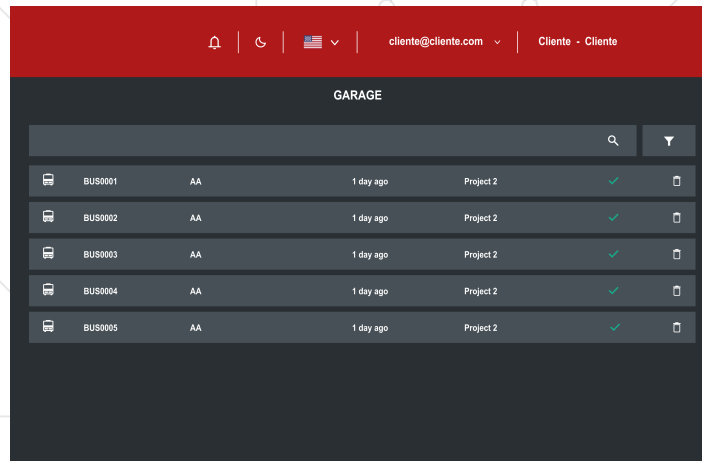 cliente@cliente.com Cliente - Cliente
GARAGE
BUS0001 AA 1 day ago Project 2
BUS0002 AA 1 day ago Project 2
BUS0003 AA 1 day ago Project 2
BUS0004 AA 1 day ago Project 2
BUS0005 AA 1 day ago Project 2